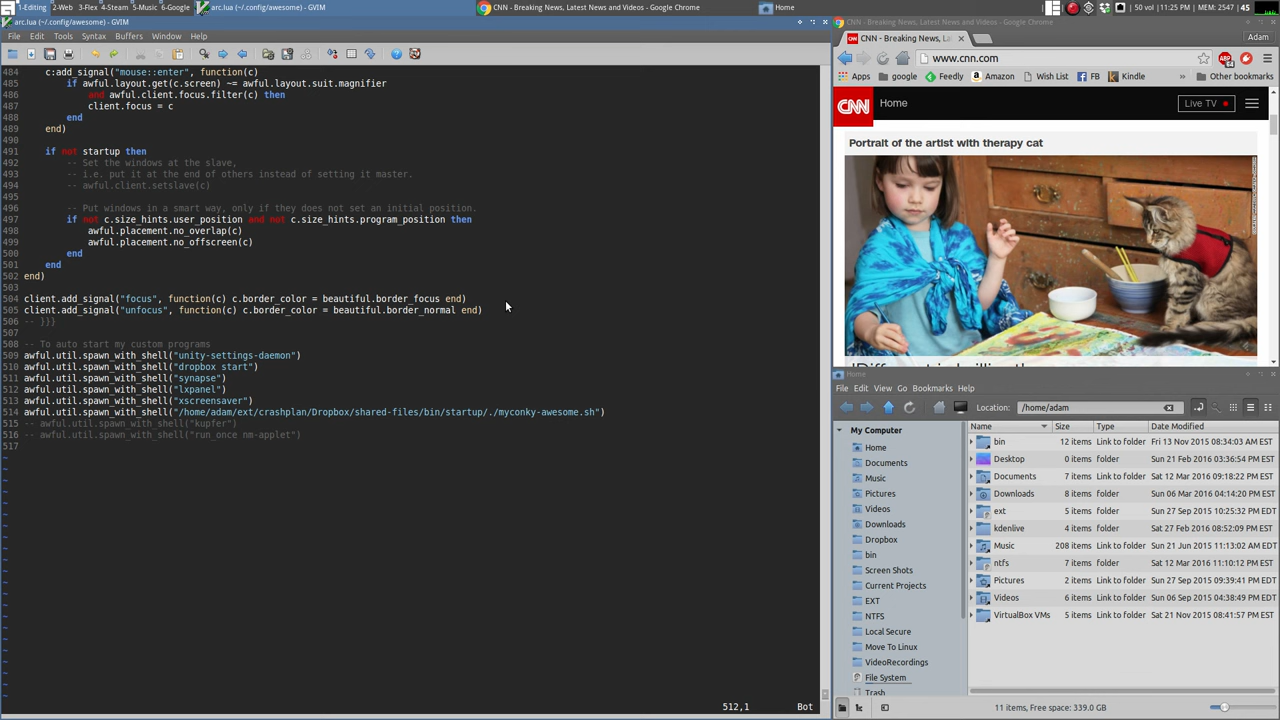 1-Editing 2-Web 3-Flex 4-Steam 5-Music 6-Google
arc.lua (~/.config/awesome) - GVIM
CNN - Breaking News, Latest News and Videos - Google Chrome
Home
50 vol | 11:25 PM | MEM: 2547 | 45
arc.lua (~/.config/awesome) - GVIM
File Edit Tools Syntax Buffers Window Help
484 c:add_signal("mouse::enter", function(c)
485 if awful.layout.get(c.screen) ~= awful.layout.suit.magnifier
486 and awful.client.focus.filter(c) then
487 client.focus = c
488 end
489 end)
490
491 if not startup then
492 -- Set the windows at the slave,
493 -- i.e. put it at the end of others instead of setting it master.
494 -- awful.client.setslave(c)
495
496 -- Put windows in a smart way, only if they does not set an initial position.
497 if not c.size_hints.user_position and not c.size_hints.program_position then
498 awful.placement.no_overlap(c)
499 awful.placement.no_offscreen(c)
500 end
501 end
502 end)
503
504 client.add_signal("focus", function(c) c.border_color = beautiful.border_focus end)
505 client.add_signal("unfocus", function(c) c.border_color = beautiful.border_normal end)
506 -- }}}
507
508 -- To auto start my custom programs
509 awful.util.spawn_with_shell("unity-settings-daemon")
510 awful.util.spawn_with_shell("dropbox start")
511 awful.util.spawn_with_shell("synapse")
512 awful.util.spawn_with_shell("lxpanel")
513 awful.util.spawn_with_shell("xscreensaver")
514 awful.util.spawn_with_shell("/home/adam/ext/crashplan/Dropbox/shared-files/bin/startup/./myconky-awesome.sh")
515 -- awful.util.spawn_with_shell("kupfer")
516 -- awful.util.spawn_with_shell("run_once nm-applet")
517
512,1 Bot
CNN - Breaking News, Latest News and Videos - Google Chrome
CNN - Breaking News, La
Adam
www.cnn.com
Apps google Feedly Amazon Wish List FB Kindle » Other bookmarks
CNN Home Live TV
Portrait of the artist with therapy cat
Home
File Edit View Go Bookmarks Help
Location: /home/adam
My Computer
Home
Documents
Music
Pictures
Videos
Downloads
Dropbox
bin
Screen Shots
Current Projects
EXT
NTFS
Local Secure
Move To Linux
VideoRecordings
File System
Trash
Name Size Type Date Modified
bin 12 items Link to folder Fri 13 Nov 2015 08:34:03 AM EST
Desktop 0 items folder Sun 21 Feb 2016 03:36:54 PM EST
Documents 7 items Link to folder Sat 12 Mar 2016 09:18:22 PM EST
Downloads 8 items Link to folder Sun 06 Mar 2016 04:14:20 PM EST
ext 5 items folder Sun 27 Sep 2015 10:25:32 PM EDT
kdenlive 4 items folder Sat 27 Feb 2016 08:52:09 PM EST
Music 208 items Link to folder Sun 21 Jun 2015 11:13:02 AM EDT
ntfs 7 items folder Sat 12 Mar 2016 11:10:12 PM EST
Pictures 2 items Link to folder Sun 27 Sep 2015 09:39:41 PM EDT
Videos 6 items Link to folder Sun 06 Sep 2015 04:38:49 PM EDT
VirtualBox VMs 5 items Link to folder Sat 21 Nov 2015 08:41:57 PM EST
11 items, Free space: 339.0 GB